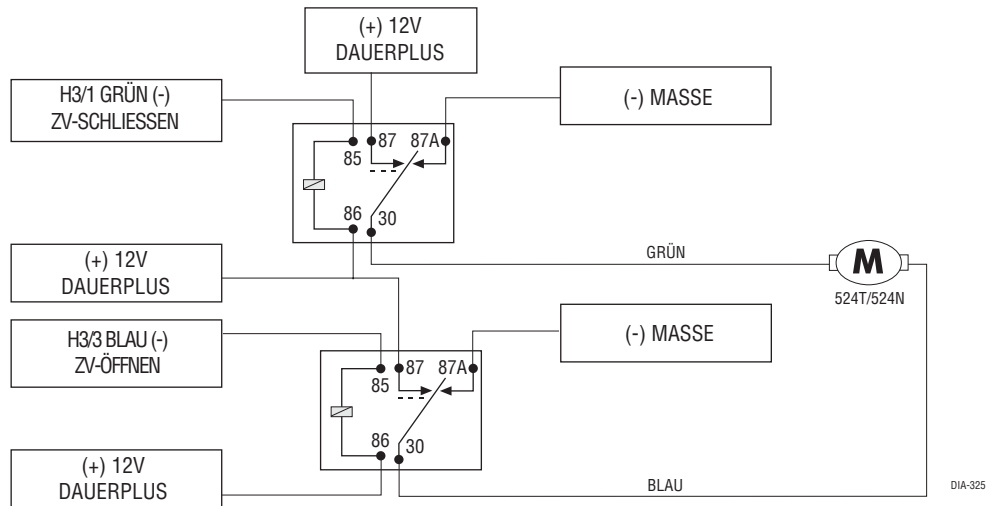 (+) 12V
DAUERPLUS
H3/1 GRÜN (-)
ZV-SCHLIESSEN
(-) MASSE
87
87A
85
86
30
GRÜN
M
524T/524N
(+) 12V
DAUERPLUS
H3/3 BLAU (-)
ZV-ÖFFNEN
(-) MASSE
87
87A
85
86
30
(+) 12V
DAUERPLUS
BLAU
DIA-325